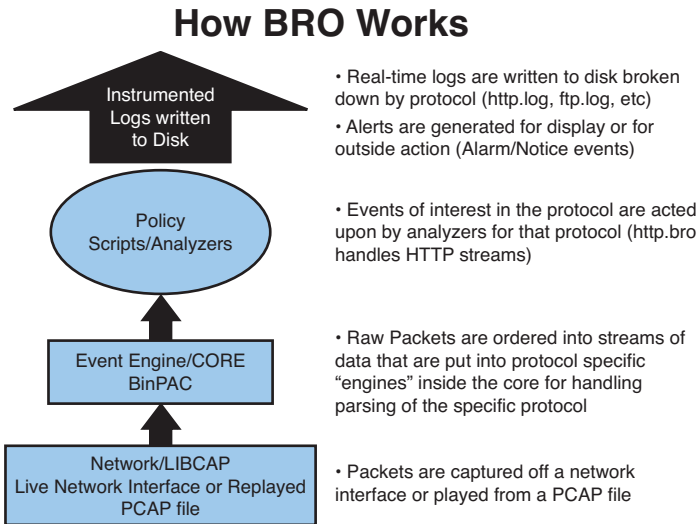 How BRO Works
Instrumented
Logs written
to Disk
• Real-time logs are written to disk broken
down by protocol (http.log, ftp.log, etc)
• Alerts are generated for display or for
outside action (Alarm/Notice events)
Policy
Scripts/Analyzers
• Events of interest in the protocol are acted
upon by analyzers for that protocol (http.bro
handles HTTP streams)
Event Engine/CORE
BinPAC
• Raw Packets are ordered into streams of
data that are put into protocol specific
“engines” inside the core for handling
parsing of the specific protocol
Network/LIBCAP
Live Network Interface or Replayed
PCAP file
• Packets are captured off a network
interface or played from a PCAP file